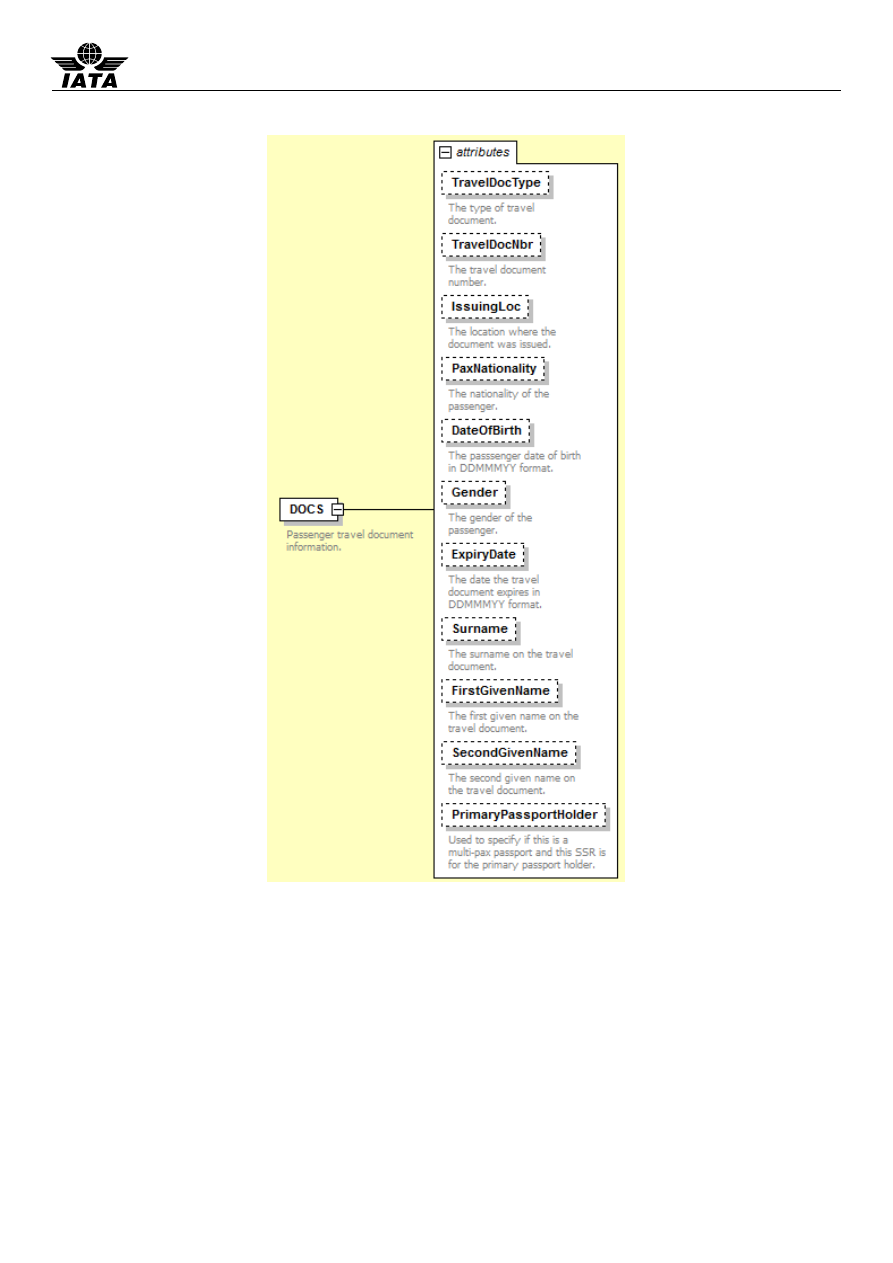 IATA
attributes
TravelDocType
The type of travel
document.
TravelDocNbr
The travel document
number.
IssuingLoc
The location where the
document was issued.
PaxNationality
The nationality of the
passenger.
DateOfBirth
The passsenger date of birth
in DDMMMYY format.
Gender
The gender of the
passenger.
DOCS
Passenger travel document
information.
ExpiryDate
The date the travel
document expires in
DDMMMYY format.
Surname
The surname on the travel
document.
FirstGivenName
The first given name on the
travel document.
SecondGivenName
The second given name on
the travel document.
PrimaryPassportHolder
Used to specify if this is a
multi-pax passport and this SSR is
for the primary passport holder.